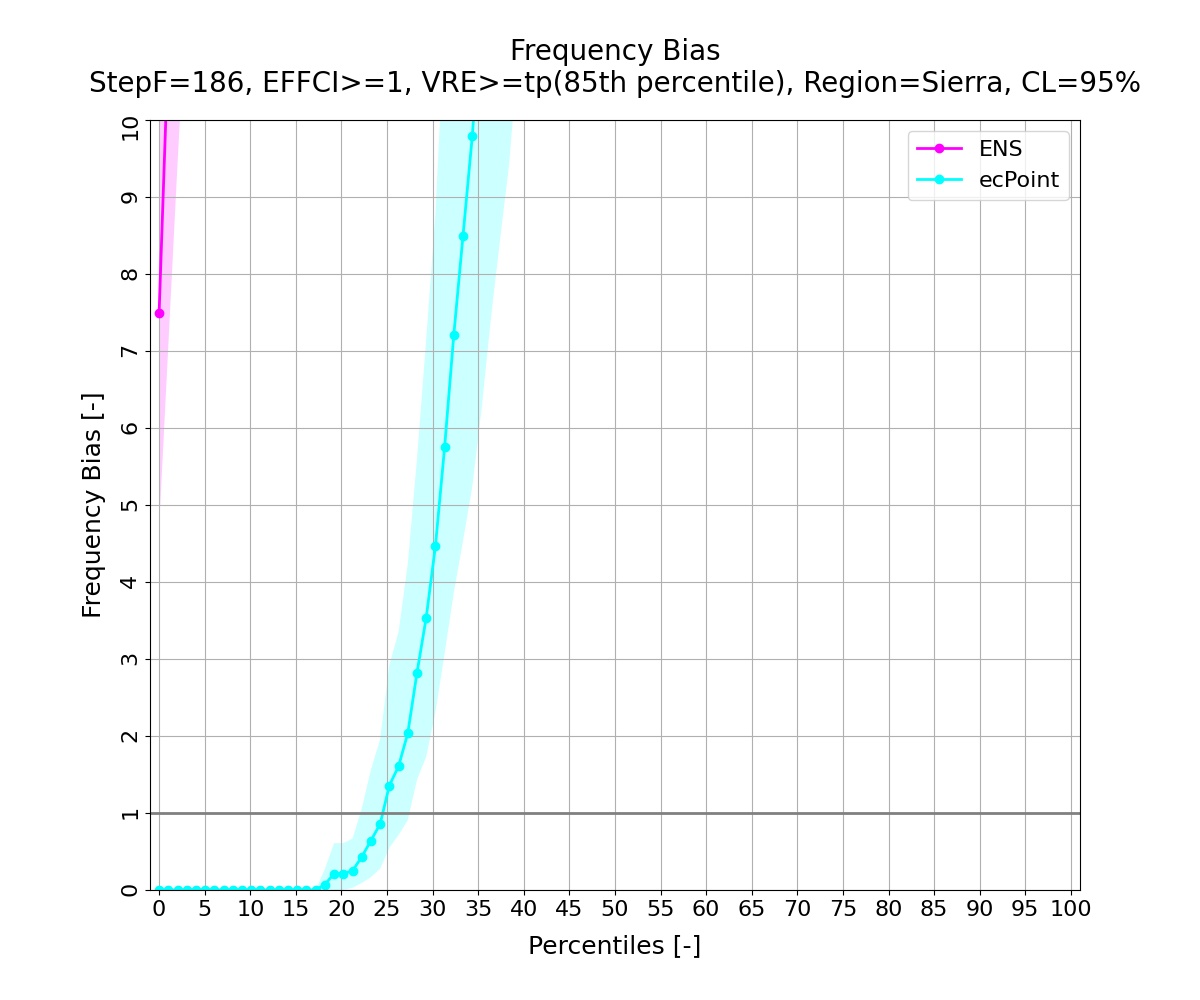 Frequency Bias
StepF=186, EFFCI>=1, VRE>=tp(85th percentile), Region=Sierra, CL=95%
10
9
8
7
6
5
4
3
2
1
0
Frequency Bias [-]
ENS
ecPoint
0 5 10 15 20 25 30 35 40 45 50 55 60 65 70 75 80 85 90 95 100
Percentiles [-]